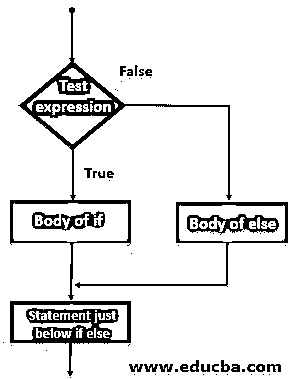 Test
expression
False
True
Body of if
Body of else
Statement just
below if else
www.educba.com